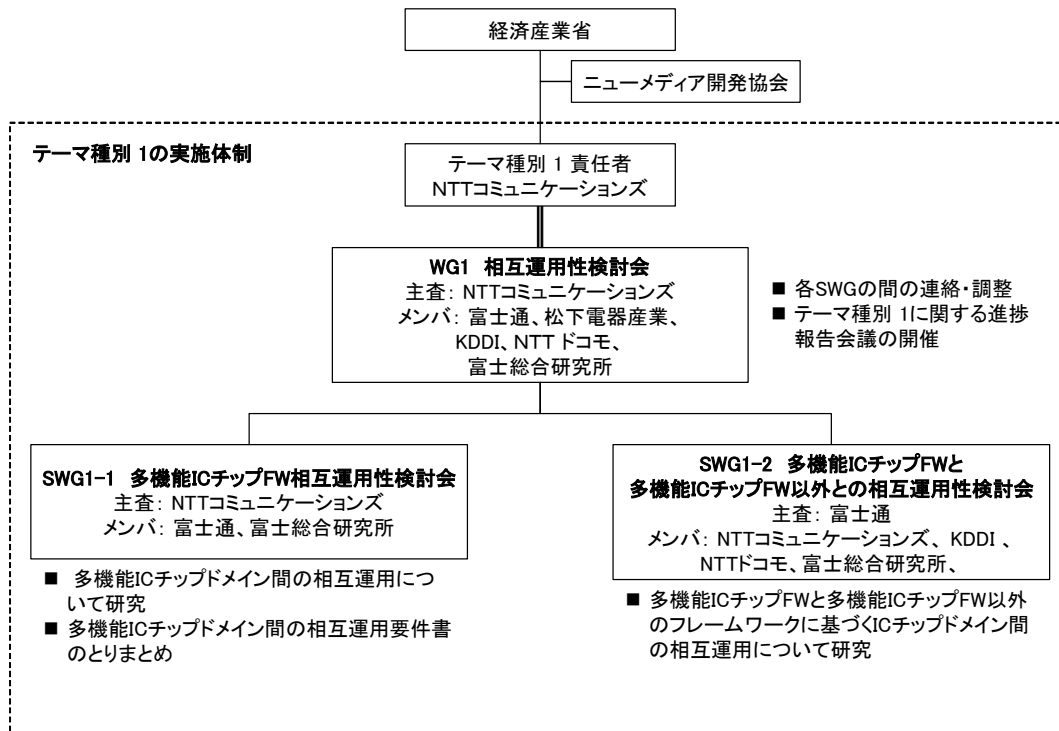 経済産業省
ニューメディア開発協会
テーマ種別 1の実施体制
テーマ種別 1 責任者
NTTコミュニケーションズ
WG1 相互運用性検討会
主査: NTTコミュニケーションズ
メンバ: 富士通、松下電器産業、
KDDI、NTT ドコモ、
富士総合研究所
■ 各SWGの間の連絡・調整
■ テーマ種別 1に関する進捗
報告会議の開催
SWG1-1 多機能ICチップFW相互運用性検討会
主査: NTTコミュニケーションズ
メンバ: 富士通、富士総合研究所
■ 多機能ICチップドメイン間の相互運用につ
いて研究
■ 多機能ICチップドメイン間の相互運用要件書
のとりまとめ
SWG1-2 多機能ICチップFWと
多機能ICチップFW以外との相互運用性検討会
主査: 富士通
メンバ: NTTコミュニケーションズ、 KDDI 、
NTTドコモ、富士総合研究所、
■ 多機能ICチップFWと多機能ICチップFW以外
のフレームワークに基づくICチップドメイン間
の相互運用について研究